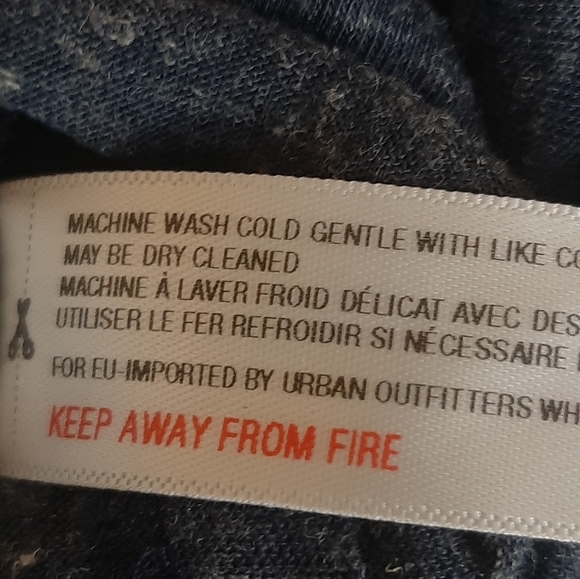 MACHINE WASH COLD GENTLE WITH LIKE
MAY BE DRY CLEANED
MACHINE À LAVER FROID DÉLICAT AVEC DES
UTILISER LE FER REFROIDIR SI NÉCESSAIRE
FOR EU-IMPORTED BY URBAN OUTFITTERS
KEEP AWAY FROM FIRE